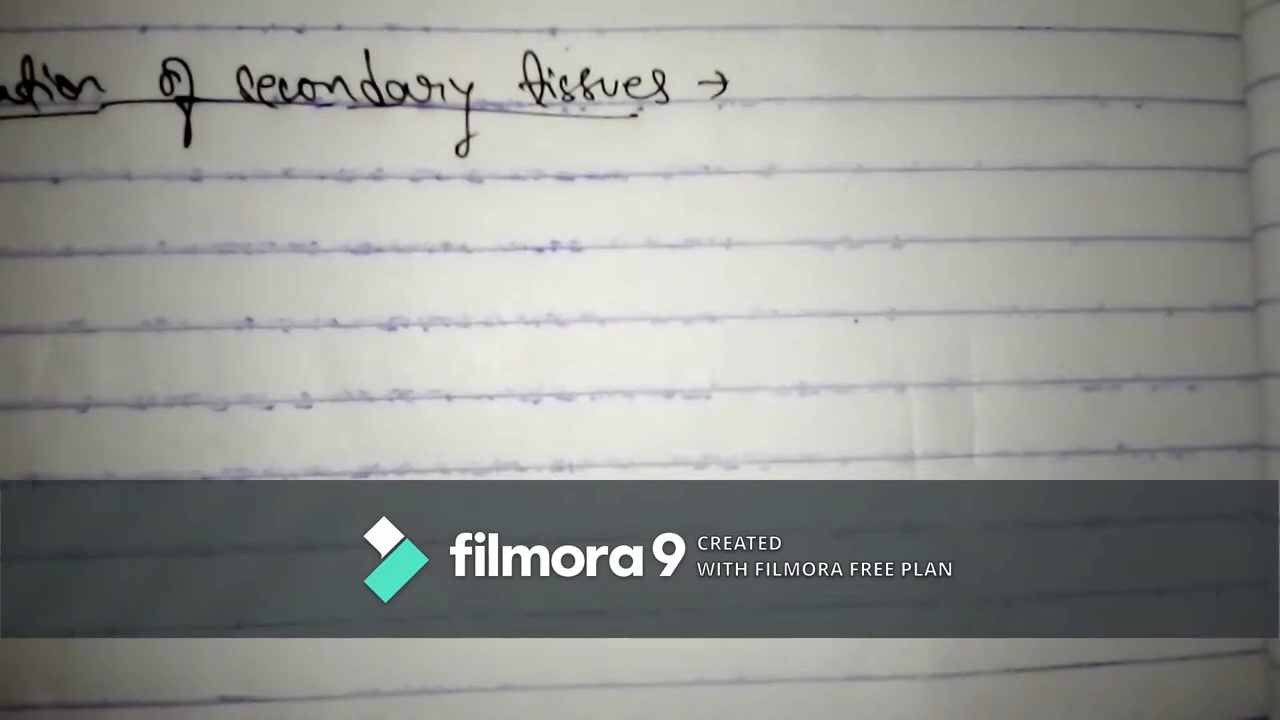 of secondary tissues →
filmora 9 CREATED
WITH FILMORA FREE PLAN